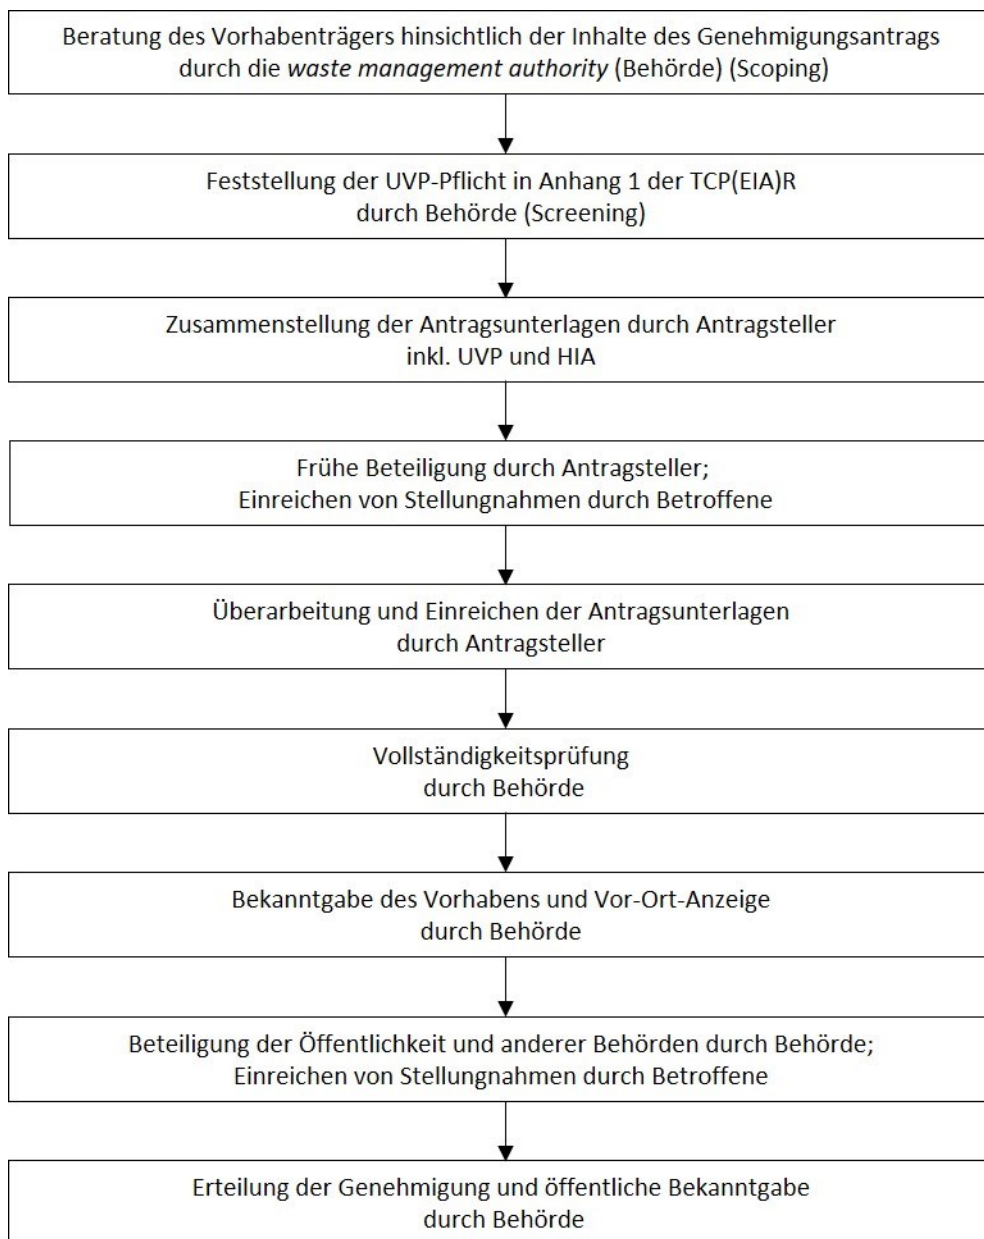 Beratung des Vorhabenträgers hinsichtlich der Inhalte des Genehmigungsantrags
durch die waste management authority (Behörde) (Scoping)
Feststellung der UVP-Pflicht in Anhang 1 der TCP(EIA)R
durch Behörde (Screening)
Zusammenstellung der Antragsunterlagen durch Antragsteller
inkl. UVP und HIA
Frühe Beteiligung durch Antragsteller;
Einreichen von Stellungnahmen durch Betroffene
Überarbeitung und Einreichen der Antragsunterlagen
durch Antragsteller
Vollständigkeitsprüfung
durch Behörde
Bekanntgabe des Vorhabens und Vor-Ort-Anzeige
durch Behörde
Beteiligung der Öffentlichkeit und anderer Behörden durch Behörde;
Einreichen von Stellungnahmen durch Betroffene
Erteilung der Genehmigung und öffentliche Bekanntgabe
durch Behörde